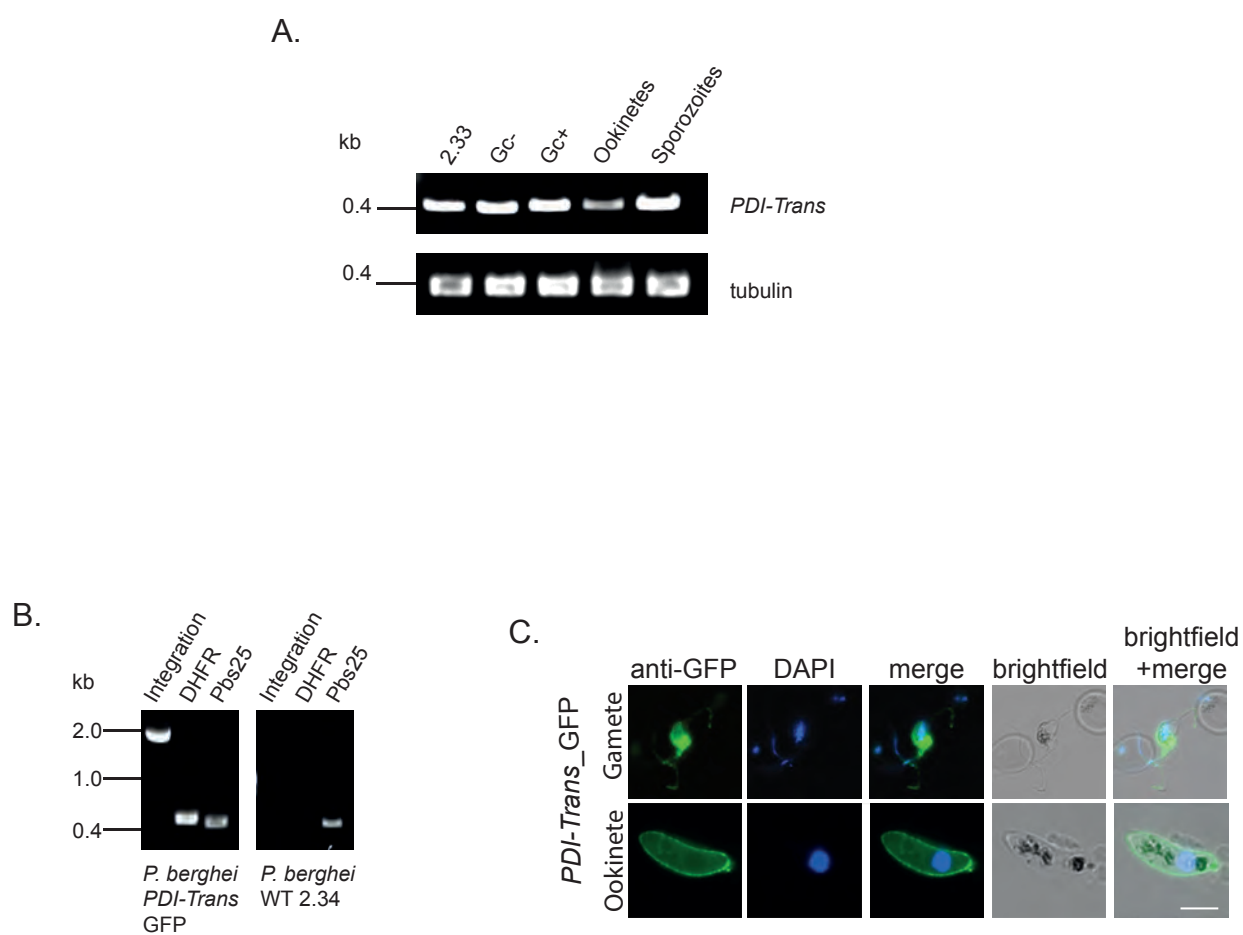 A.
kb
2.33
Gc-
Gc+
Ookinetes
Sporozoites
0.4
PDI-Trans
0.4
tubulin
B.
kb
Integration
DHFR
Pbs25
Integration
DHFR
Pbs25
2.0
1.0
0.4
P. berghei
PDI-Trans
GFP
P. berghei
WT 2.34
C.
anti-GFP
DAPI
merge
brightfield
brightfield
+merge
PDI-Trans_GFP
Gamete
Ookinete